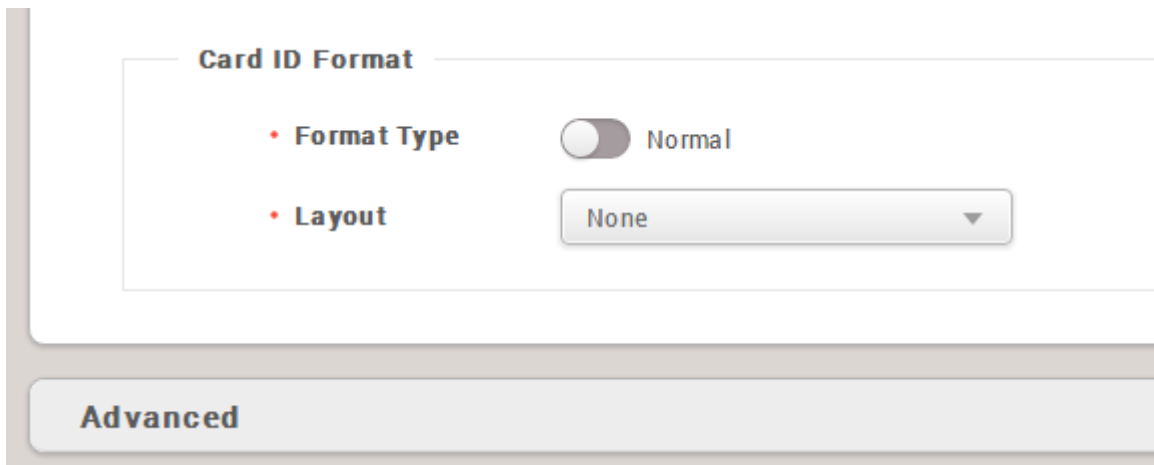 Card ID Format
• Format Type Normal
• Layout None
Advanced